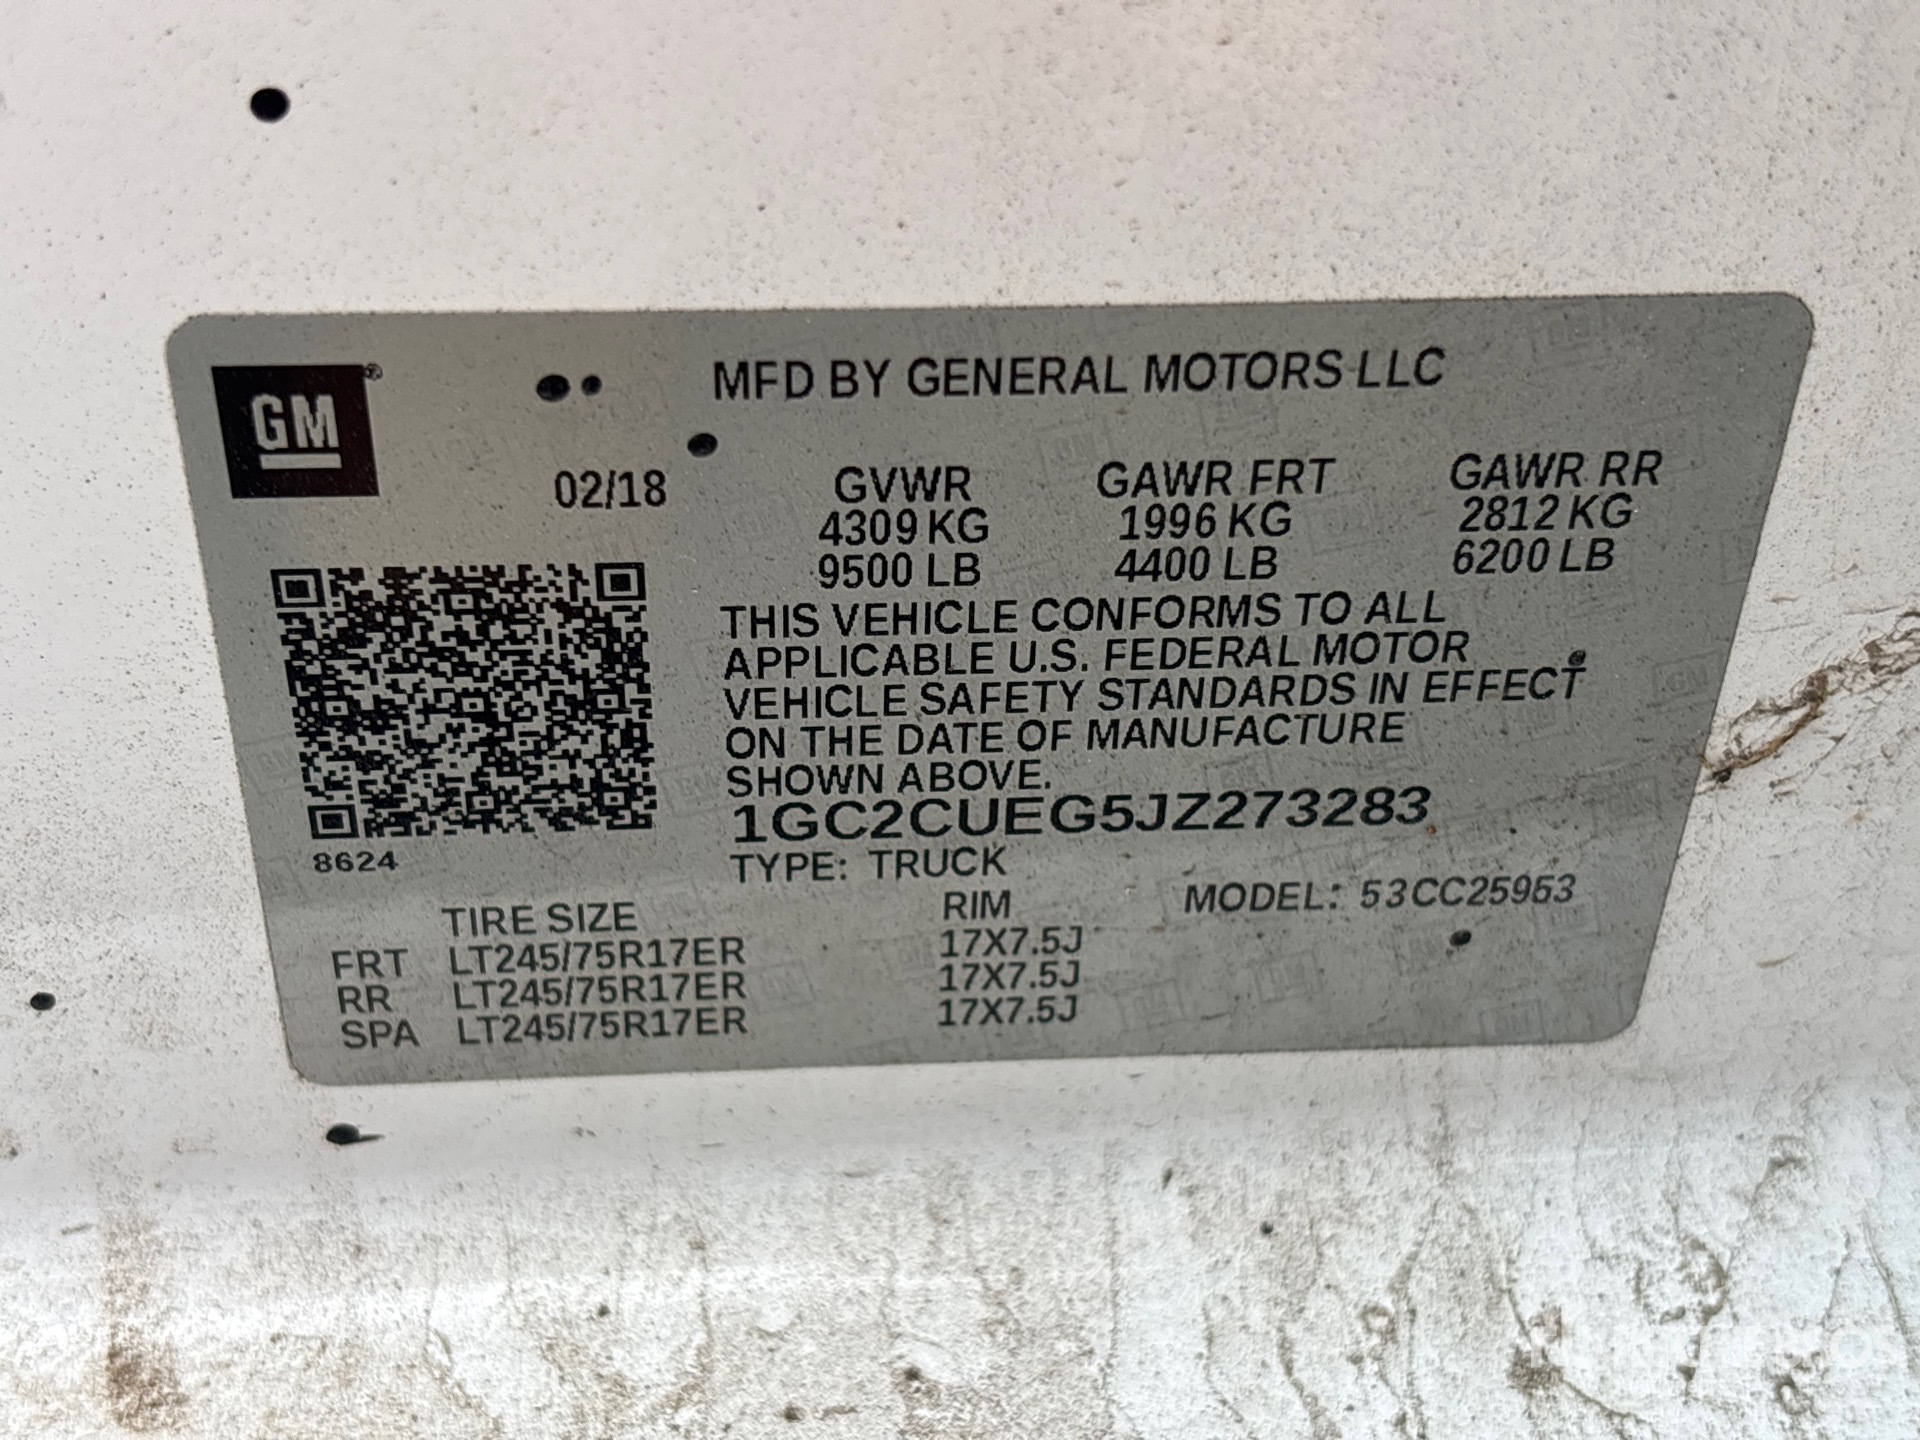 GM®
MFD BY GENERAL MOTORS LLC
02/18
GVWR GAWR FRT GAWR RR
4309 KG 1996 KG 2812 KG
9500 LB 4400 LB 6200 LB
THIS VEHICLE CONFORMS TO ALL
APPLICABLE U.S. FEDERAL MOTOR
VEHICLE SAFETY STANDARDS IN EFFECT
ON THE DATE OF MANUFACTURE
SHOWN ABOVE.
1GC2CUEG5JZ273283
8624
TYPE: TRUCK
MODEL: 53CC25953
TIRE SIZE RIM
FRT LT245/75R17ER 17X7.5J
RR LT245/75R17ER 17X7.5J
SPA LT245/75R17ER 17X7.5J